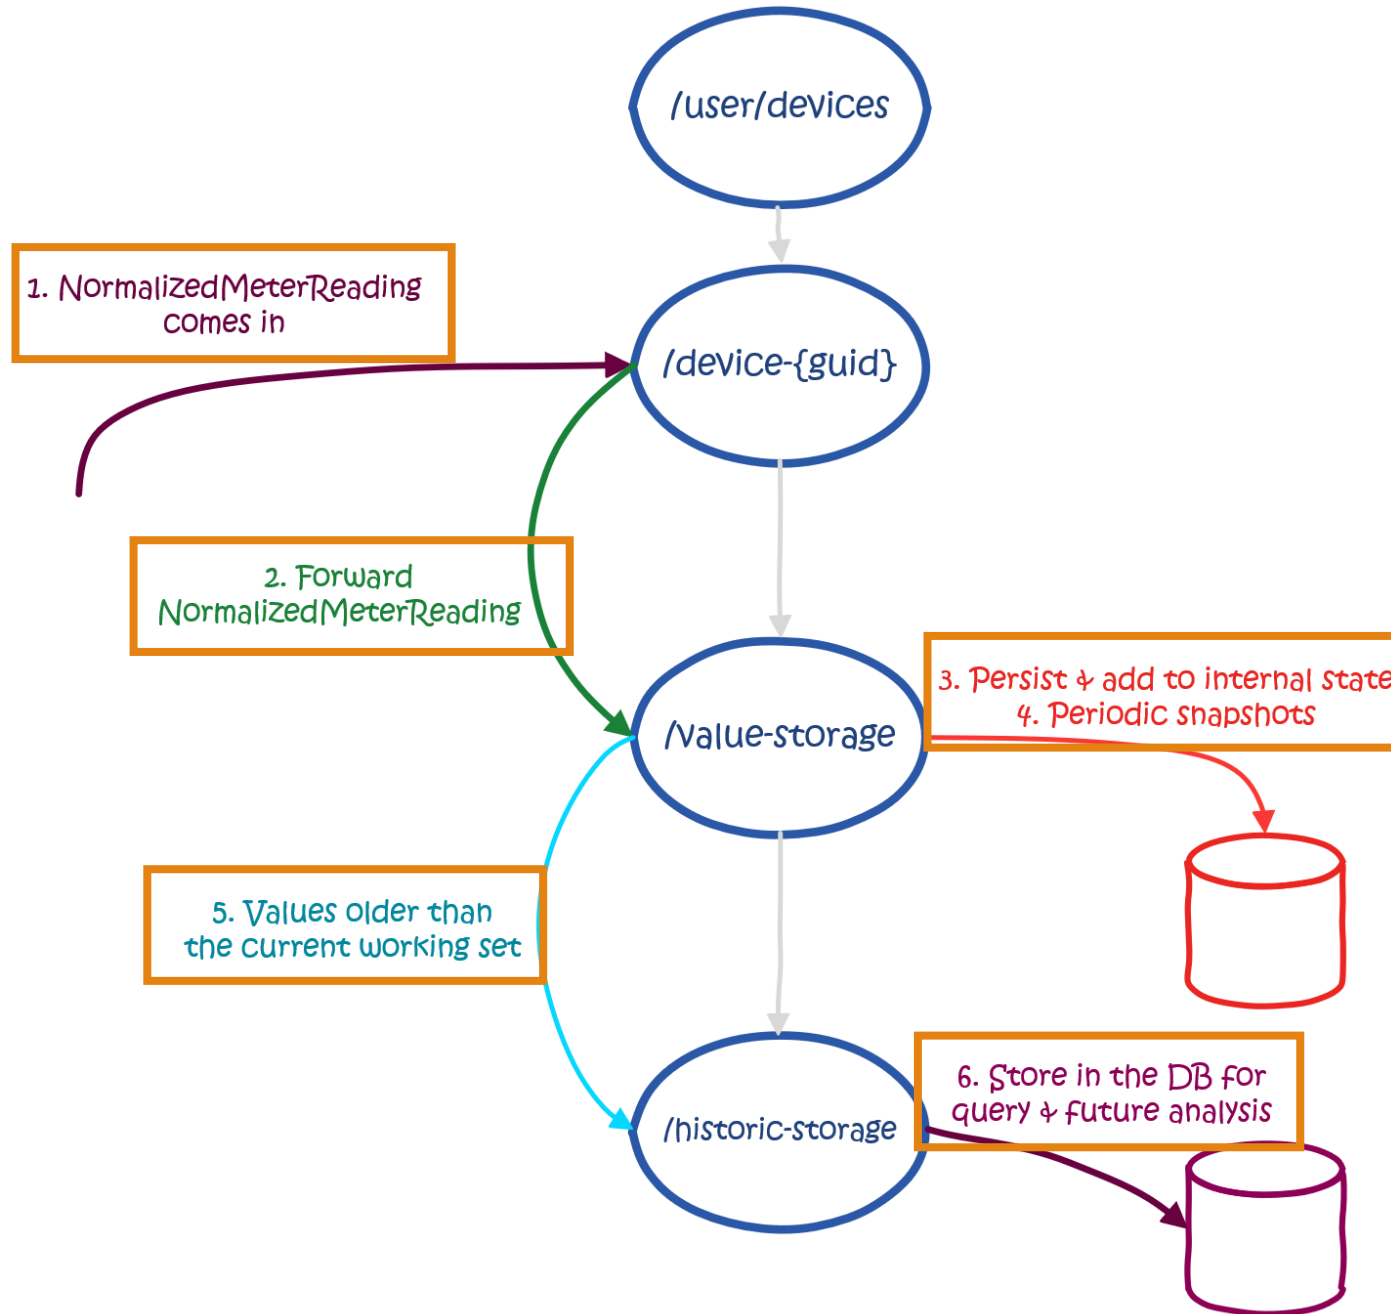 /user/devices
1. NormalizedMeterReading
comes in
/device-{guid}
2. Forward
NormalizedMeterReading
3. Persist & add to internal state
4. Periodic snapshots
/value-storage
5. Values older than
the current working set
6. Store in the DB for
query & future analysis
/historic-storage